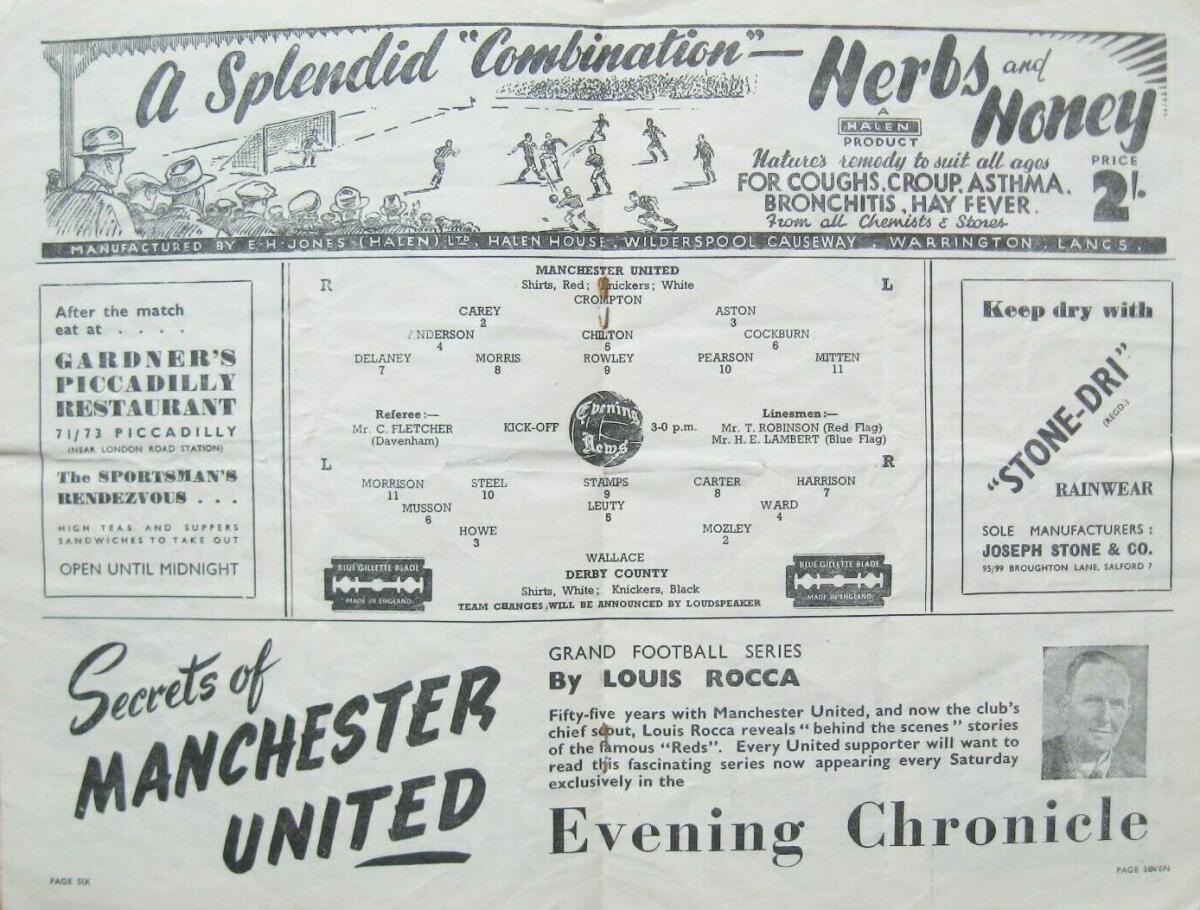 A Splendid "Combination" —
Herbs and
Honey
A
HALEN
PRODUCT
Nature's remedy to suit all ages
FOR COUGHS. CROUP. ASTHMA.
BRONCHITIS, HAY FEVER.
From all Chemists & Stores
PRICE
2/-
MANUFACTURED BY E·H·JONES (HALEN) LTD. HALEN HOUSE. WILDERSPOOL CAUSEWAY. WARRINGTON. LANCS.
After the match
eat at . . . .
GARDNER'S
PICCADILLY
RESTAURANT
71/73 PICCADILLY
(NEAR LONDON ROAD STATION)
The SPORTSMAN'S
RENDEZVOUS . . .
HIGH TEAS AND SUPPERS
SANDWICHES TO TAKE OUT
OPEN UNTIL MIDNIGHT
MANCHESTER UNITED
R Shirts, Red; Knickers; White L
CROMPTON
CAREY ASTON
2 3
ANDERSON CHILTON COCKBURN
4 5 6
DELANEY MORRIS ROWLEY PEARSON MITTEN
7 8 9 10 11
Referee:— Linesmen:—
Mr. C. FLETCHER KICK-OFF Evening News 3-0 p.m. Mr. T. ROBINSON (Red Flag)
(Davenham) Mr. H. E. LAMBERT (Blue Flag)
L R
MORRISON STEEL STAMPS CARTER HARRISON
11 10 9 8 7
MUSSON LEUTY WARD
6 5 4
HOWE MOZLEY
3 2
WALLACE
DERBY COUNTY
Shirts, White; Knickers, Black
TEAM CHANGES WILL BE ANNOUNCED BY LOUDSPEAKER
BLUE GILLETTE BLADE
MADE IN ENGLAND
BLUE GILLETTE BLADE
MADE IN ENGLAND
Keep dry with
"STONE-DRI"
(REGD.)
RAINWEAR
SOLE MANUFACTURERS:
JOSEPH STONE & CO.
95/99 BROUGHTON LANE, SALFORD 7
Secrets of
MANCHESTER
UNITED
GRAND FOOTBALL SERIES
By LOUIS ROCCA
Fifty-five years with Manchester United, and now the club's
chief scout, Louis Rocca reveals "behind the scenes" stories
of the famous "Reds". Every United supporter will want to
read this fascinating series now appearing every Saturday
exclusively in the
Evening Chronicle
PAGE SIX
PAGE SEVEN